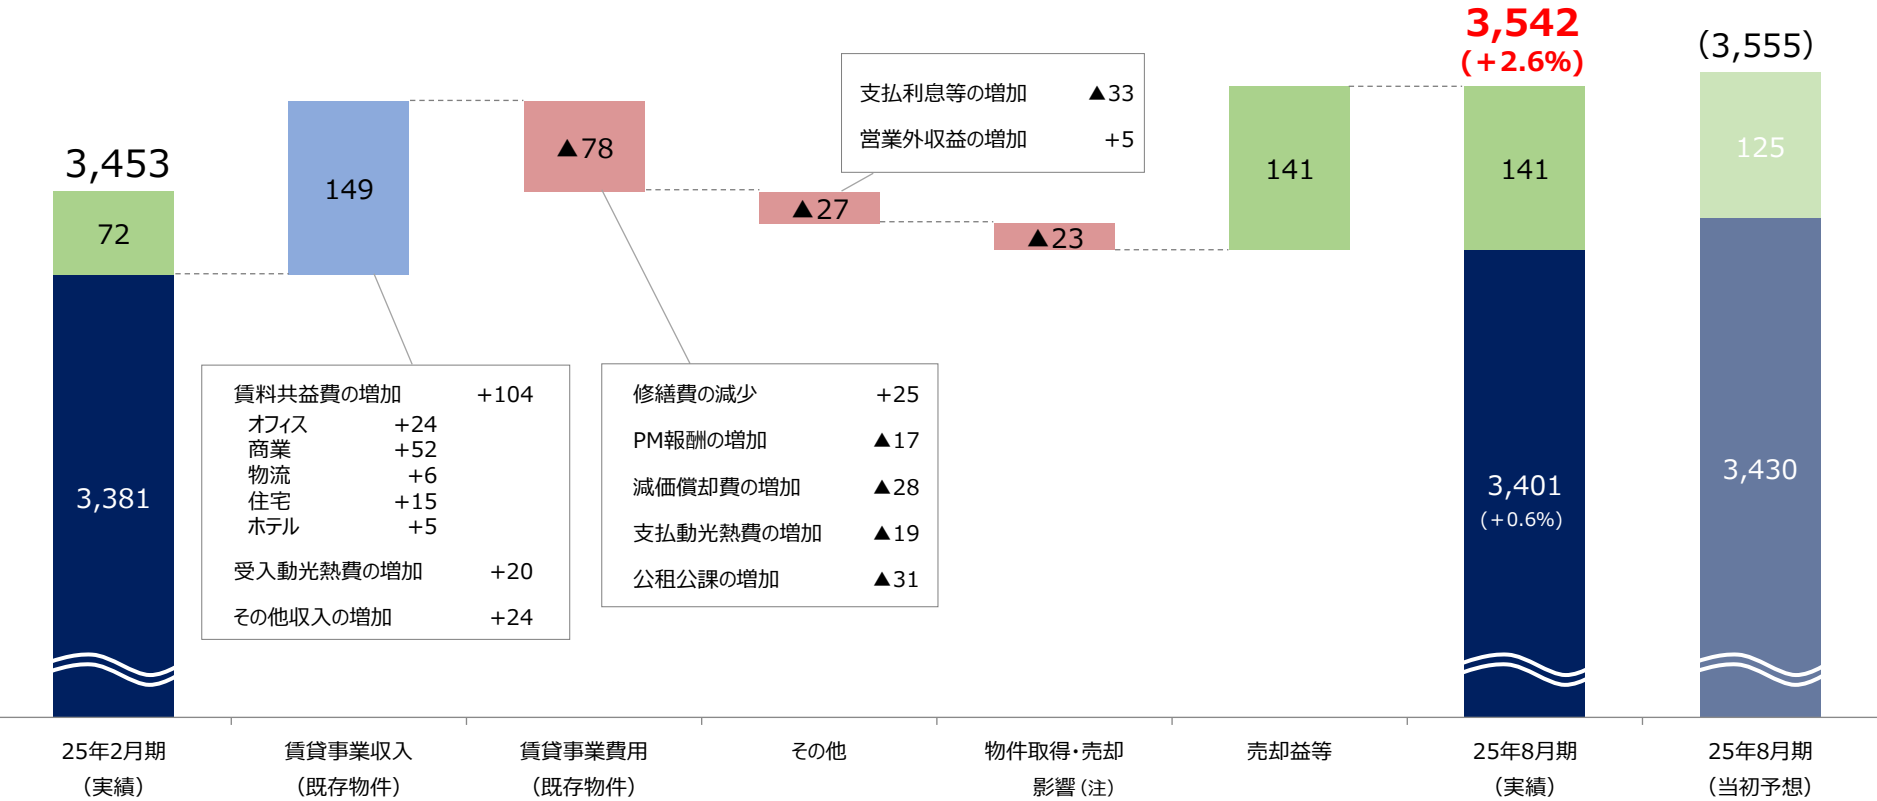 3,453
72
3,381
149
▲78
▲27
▲23
141
3,542
(+2.6%)
141
3,401
(+0.6%)
(3,555)
125
3,430
支払利息等の増加 ▲33
営業外収益の増加 +5
賃料共益費の増加 +104
オフィス +24
商業 +52
物流 +6
住宅 +15
ホテル +5
受入動光熱費の増加 +20
その他収入の増加 +24
修繕費の減少 +25
PM報酬の増加 ▲17
減価償却費の増加 ▲28
支払動光熱費の増加 ▲19
公租公課の増加 ▲31
25年2月期
（実績）
賃貸事業収入
（既存物件）
賃貸事業費用
（既存物件）
その他
物件取得・売却
影響（注）
売却益等
25年8月期
（実績）
25年8月期
（当初予想）